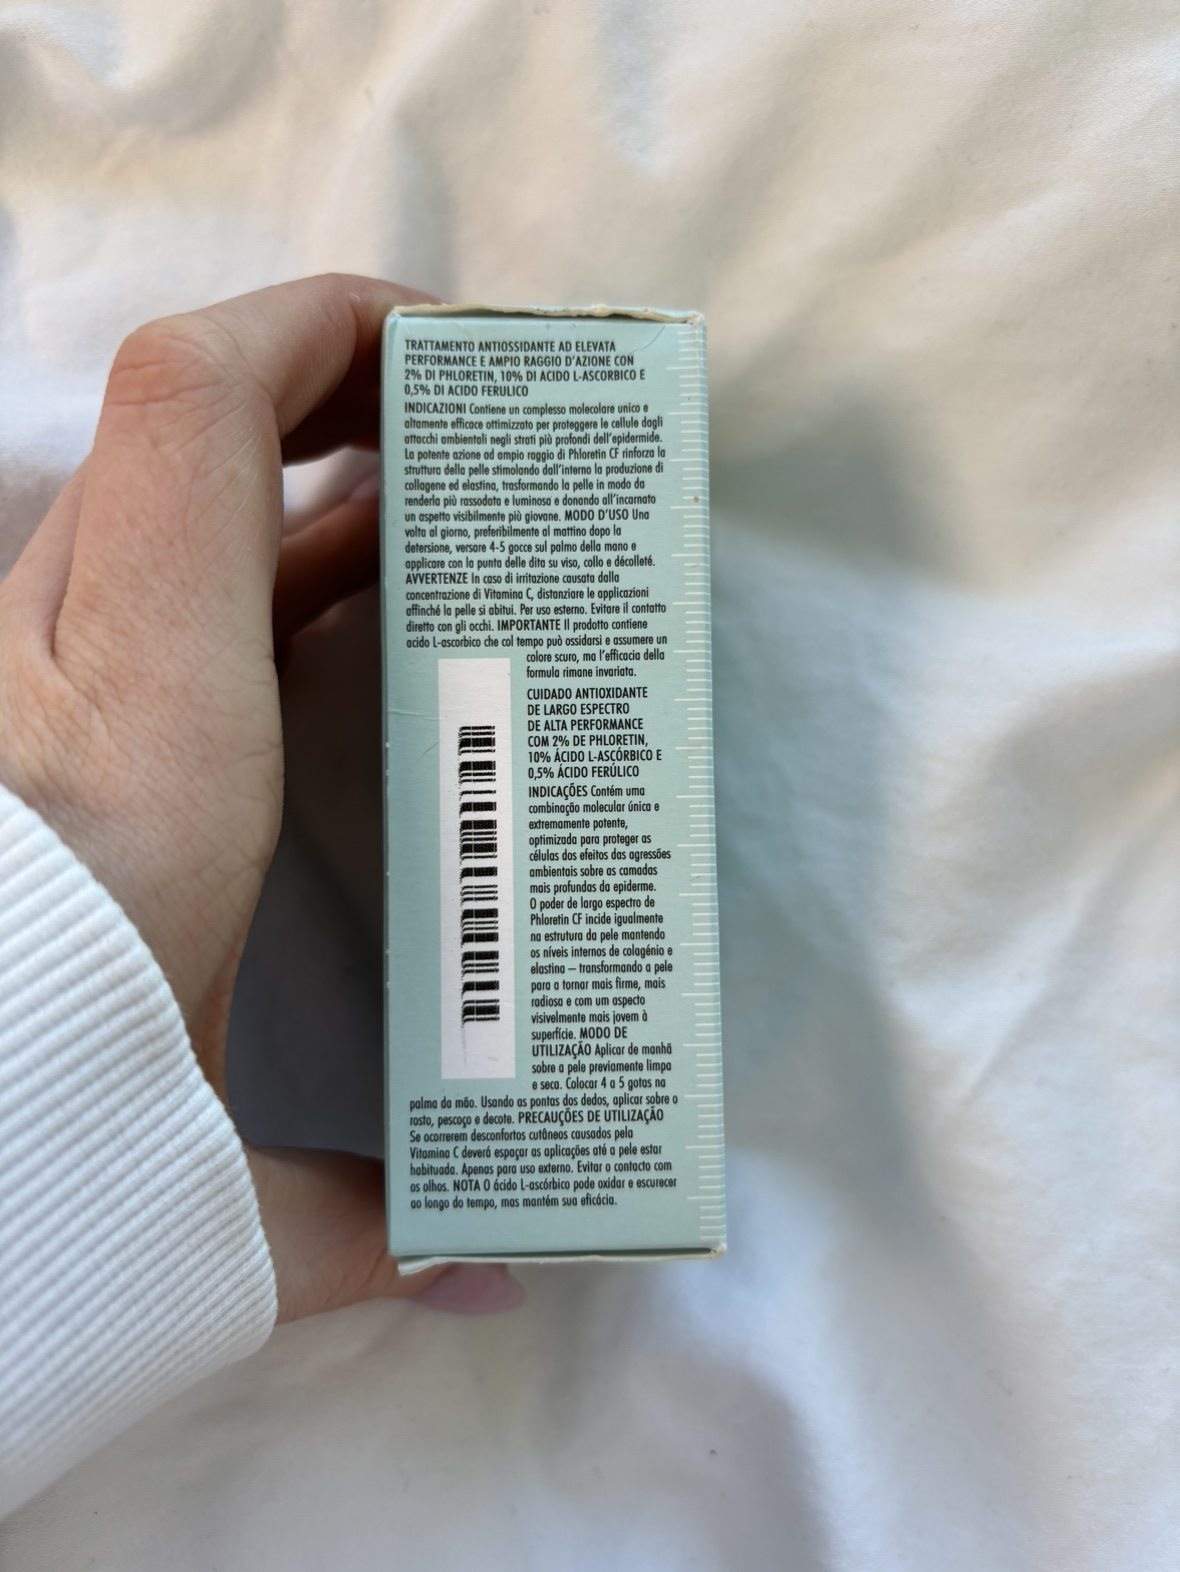 TRATTAMENTO ANTIOSSIDANTE AD ELEVATA
PERFORMANCE E AMPIO RAGGIO D'AZIONE CON
2% DI PHLORETIN, 10% DI ACIDO L-ASCORBICO E
0,5% DI ACIDO FERULICO
INDICAZIONI Contiene un complesso molecolare unico e
altamente efficace ottimizzato per proteggere le cellule dagli
attacchi ambientali negli strati più profondi dell'epidermide.
La potente azione ad ampio raggio di Phloretin CF rinforza la
struttura della pelle stimolando dall'interno la produzione di
collagene ed elastina, trasformando la pelle in modo da
renderla più rassodata e luminosa e donando all'incarnato
un aspetto visibilmente più giovane. MODO D'USO Una
volta al giorno, preferibilmente al mattino dopo la
detersione, versare 4-5 gocce sul palmo della mano e
applicare con la punta delle dita su viso, collo e décolleté.
AVVERTENZE In caso di irritazione causata dalla
concentrazione di Vitamina C, distanziare le applicazioni
affinché la pelle si abitui. Per uso esterno. Evitare il contatto
diretto con gli occhi. IMPORTANTE Il prodotto contiene
acido L-ascorbico che col tempo può ossidarsi e assumere un
colore scuro, ma l'efficacia della
formula rimane invariata.
CUIDADO ANTIOXIDANTE
DE LARGO ESPECTRO
DE ALTA PERFORMANCE
COM 2% DE PHLORETIN,
10% ÁCIDO L-ASCÓRBICO E
0,5% ÁCIDO FERÚLICO
INDICAÇÕES Contém uma
combinação molecular única e
extremamente potente,
optimizada para proteger as
células dos efeitos das agressões
ambientais sobre as camadas
mais profundas da epiderme.
O poder de largo espectro de
Phloretin CF incide igualmente
na estrutura da pele mantendo
os níveis internos de colagénio e
elastina – transformando a pele
para a tornar mais firme, mais
radiosa e com um aspecto
visivelmente mais jovem à
superfície. MODO DE
UTILIZAÇÃO Aplicar de manhã
sobre a pele previamente limpa
e seca. Colocar 4 a 5 gotas na
palma da mão. Usando as pontas dos dedos, aplicar sobre o
rosto, pescoço e decote. PRECAUÇÕES DE UTILIZAÇÃO
Se ocorrerem desconfortos cutâneos causados pela
Vitamina C deverá espaçar as aplicações até a pele estar
habituada. Apenas para uso externo. Evitar o contacto com
os olhos. NOTA O ácido L-ascórbico pode oxidar e escurecer
ao longo do tempo, mas mantém sua eficácia.